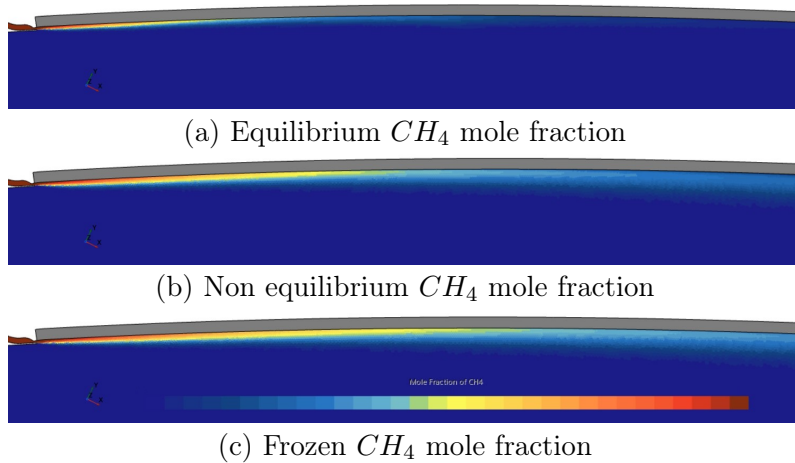 (a) Equilibrium CH₄ mole fraction
(b) Non equilibrium CH₄ mole fraction
Mole Fraction of CH4
(c) Frozen CH₄ mole fraction